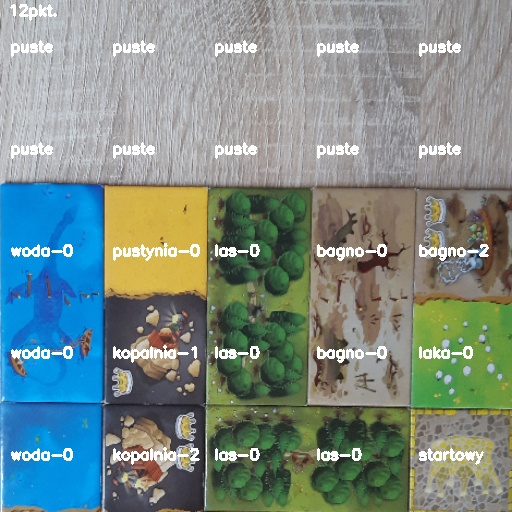 12pkt.
puste puste puste puste puste
puste puste puste puste puste
woda-0 pustynia-0 las-0 bagno-0 bagno-2
woda-0 kopalnia-1 las-0 bagno-0 laka-0
woda-0 kopalnia-2 las-0 las-0 startowy